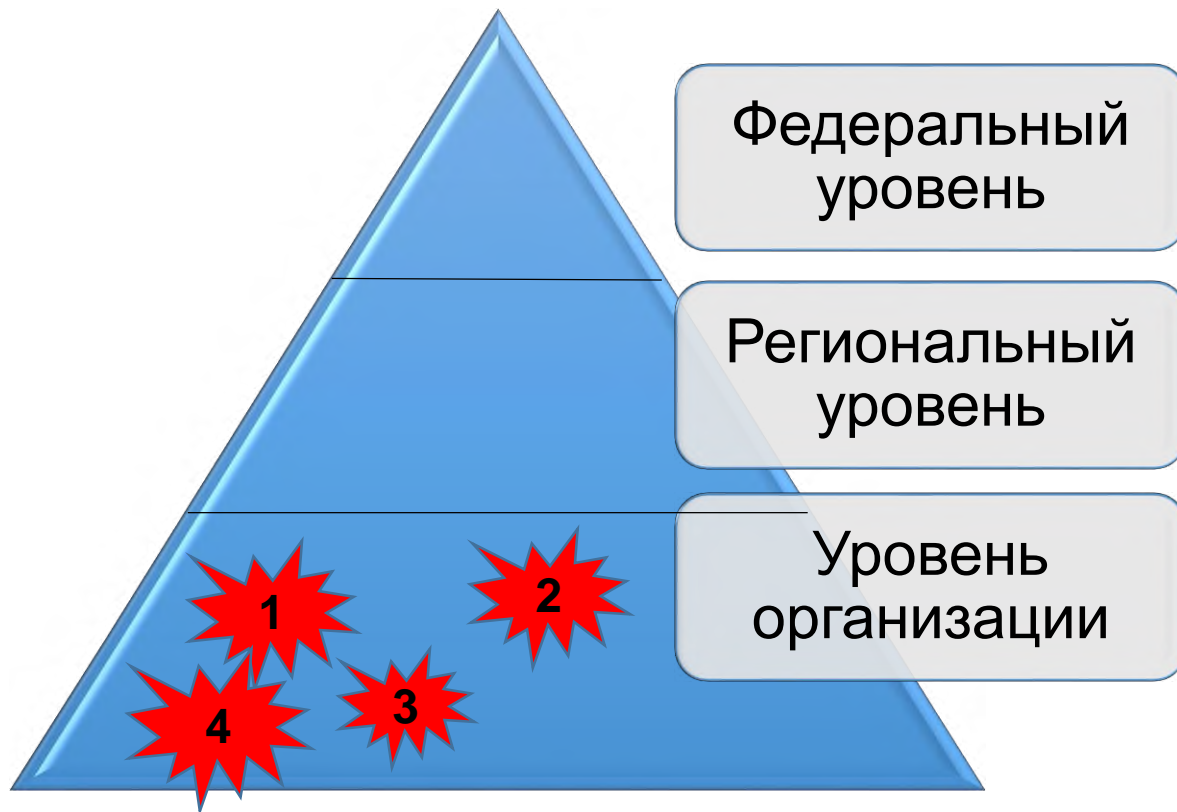 Федеральный
уровень
Региональный
уровень
Уровень
организации
1
2
3
4